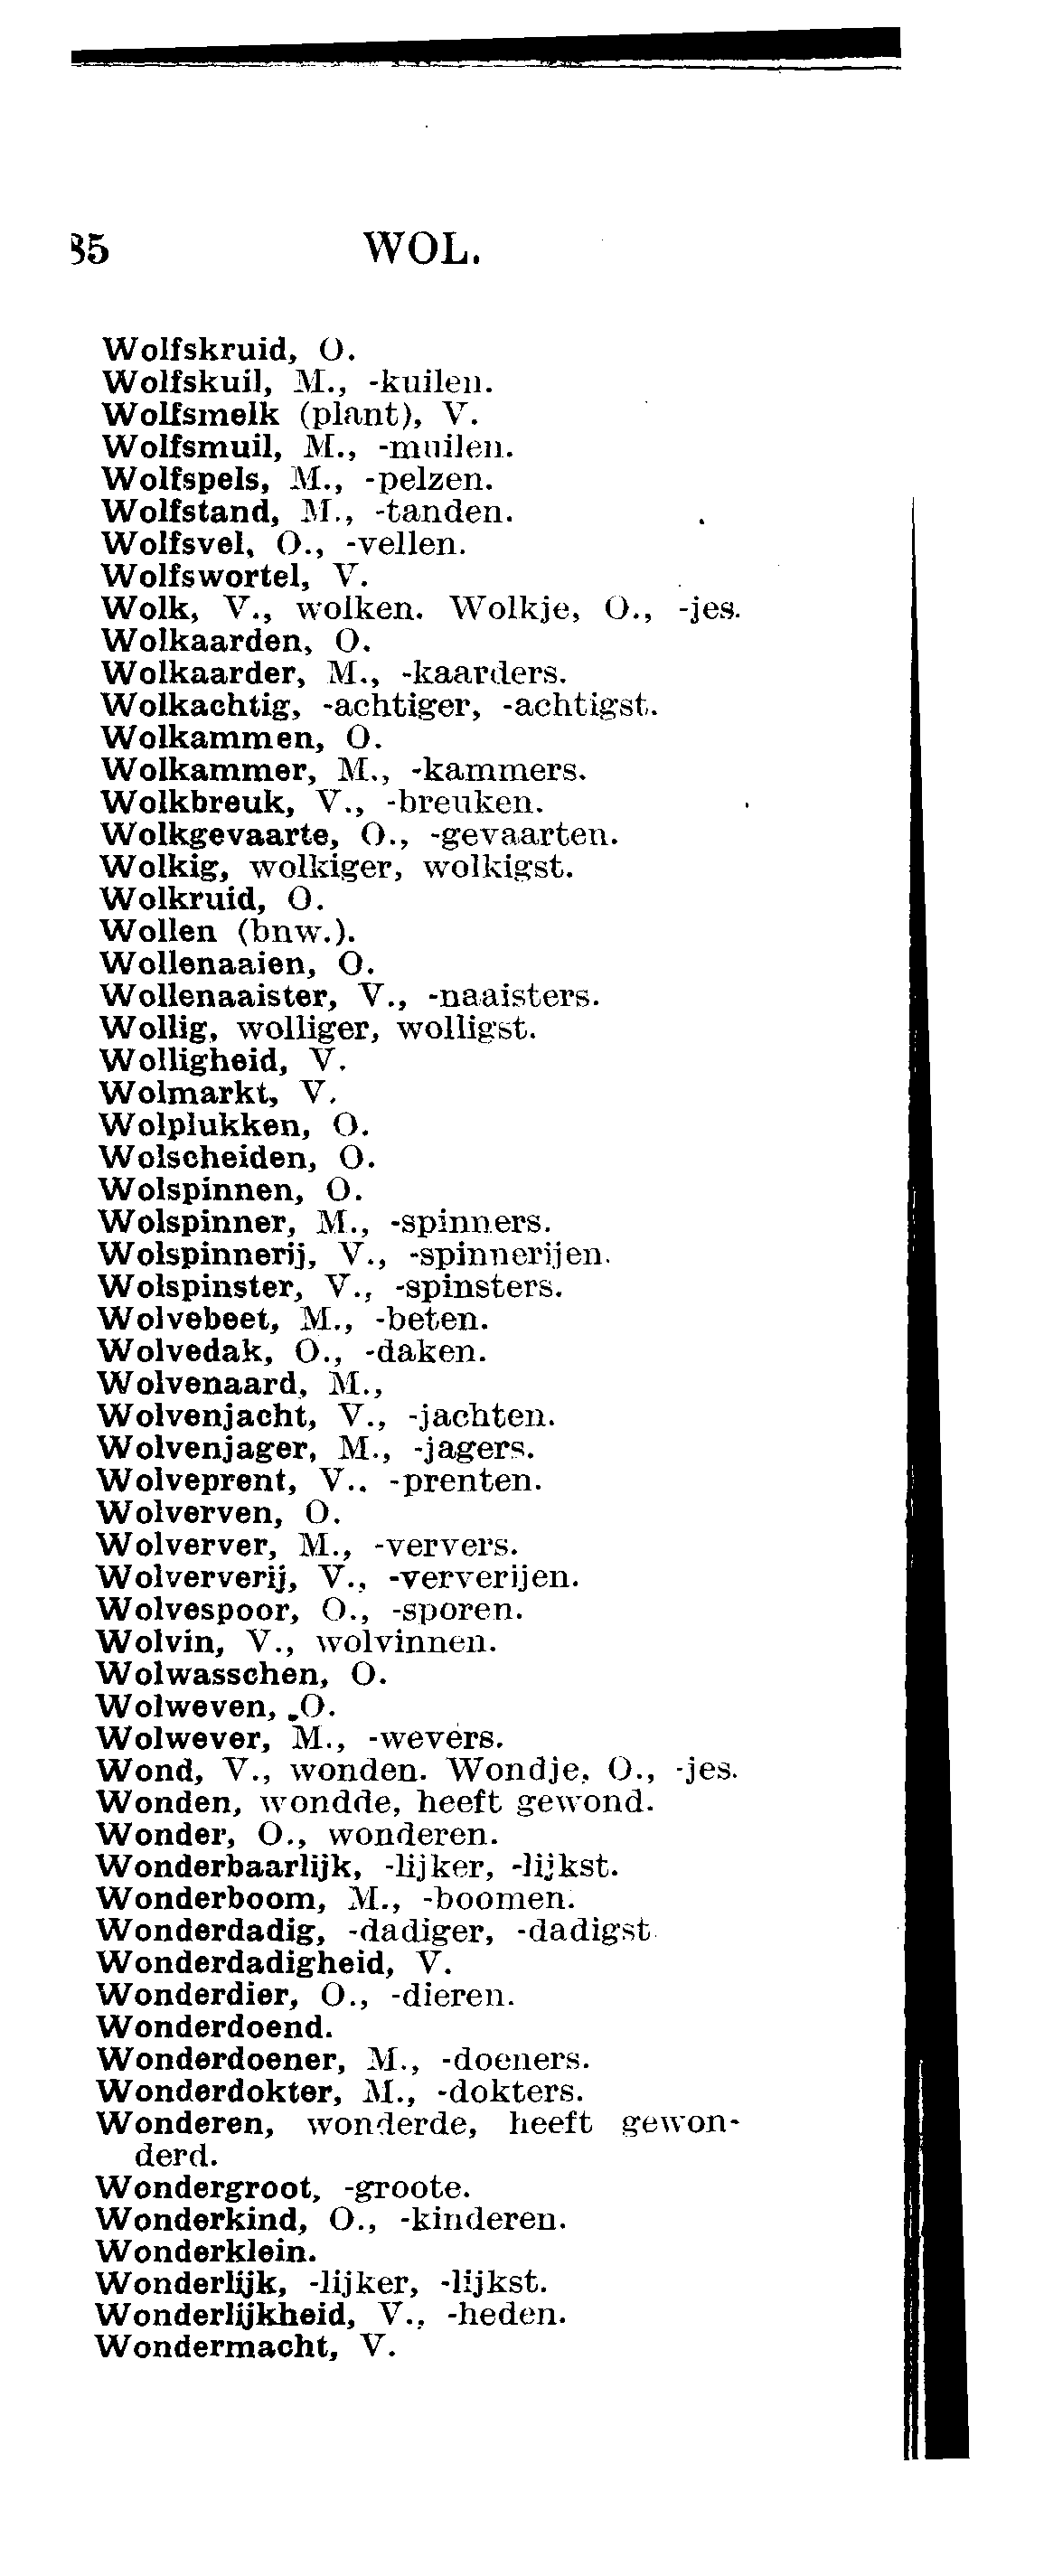 35 WOL.
Wolfskruid, O.
Wolfskuil, M., -kuilen.
Wolfsmelk (plant), V.
Wolfsmuil, M., -muilen.
Wolfspels, M., -pelzen.
Wolfstand, M., -tanden.
Wolfsvel, O., -vellen.
Wolfswortel, V.
Wolk, V., wolken. Wolkje, O., -jes.
Wolkaarden, O.
Wolkaarder, M., -kaarders.
Wolkachtig, -achtiger, -achtigst.
Wolkammen, O.
Wolkammer, M., -kammers.
Wolkbreuk, V., -breuken.
Wolkgevaarte, O., -gevaarten.
Wolkig, wolkiger, wolkigst.
Wolkruid, O.
Wollen (bnw.).
Wollenaaien, O.
Wollenaaister, V., -naaisters.
Wollig, wolliger, wolligst.
Wolligheid, V.
Wolmarkt, V.
Wolplukken, O.
Wolscheiden, O.
Wolspinnen, O.
Wolspinner, M., -spinners.
Wolspinnerij, V., -spinnerijen.
Wolspinster, V., -spinsters.
Wolvebeet, M., -beten.
Wolvedak, O., -daken.
Wolvenaard, M.,
Wolvenjacht, V., -jachten.
Wolvenjager, M., -jagers.
Wolveprent, V.. -prenten.
Wolverven, O.
Wolverver, M., -ververs.
Wolververij, V., -ververijen.
Wolvespoor, O., -sporen.
Wolvin, V., wolvinnen.
Wolwasschen, O.
Wolweven, O.
Wolwever, M., -wevers.
Wond, V., wonden. Wondje, O., -jes.
Wonden, wondde, heeft gewond.
Wonder, O., wonderen.
Wonderbaarlijk, -lijker, -lijkst.
Wonderboom, M., -boomen.
Wonderdadig, -dadiger, -dadigst
Wonderdadigheid, V.
Wonderdier, O., -dieren.
Wonderdoend.
Wonderdoener, M., -doeners.
Wonderdokter, M., -dokters.
Wonderen, wonderde, heeft gewon-
derd.
Wondergroot, -groote.
Wonderkind, O., -kinderen.
Wonderklein.
Wonderlijk, -lijker, -lijkst.
Wonderlijkheid, V., -heden.
Wondermacht, V.